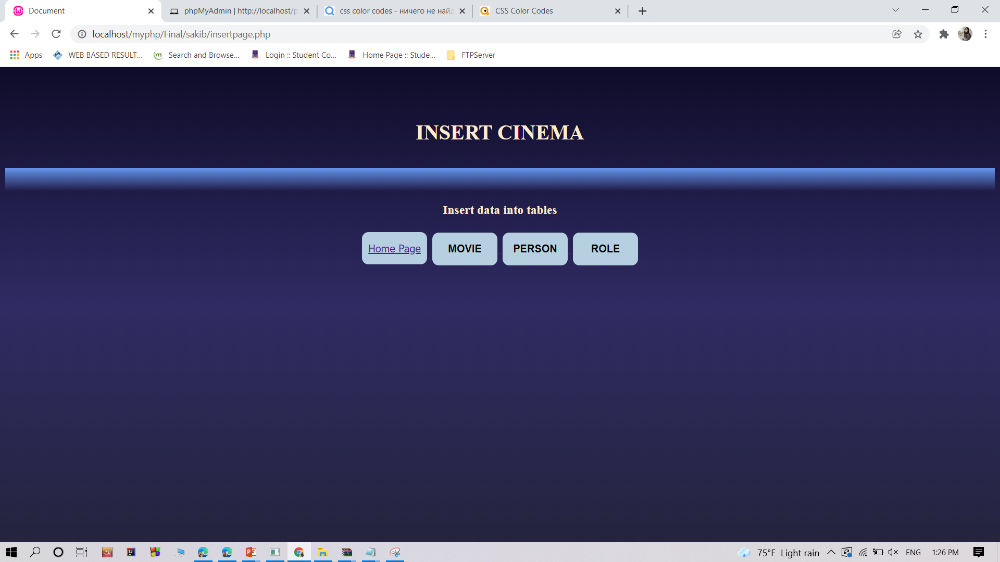 Document
phpMyAdmin | http://localhost/p
css color codes - ничего не найд
CSS Color Codes
localhost/myphp/Final/sakib/insertpage.php
Apps
WEB BASED RESULT...
YTS
Search and Browse...
Login :: Student Co...
Home Page :: Stude...
FTPServer
INSERT CINEMA
Insert data into tables
Home Page
MOVIE
PERSON
ROLE
75°F Light rain
ENG
1:26 PM